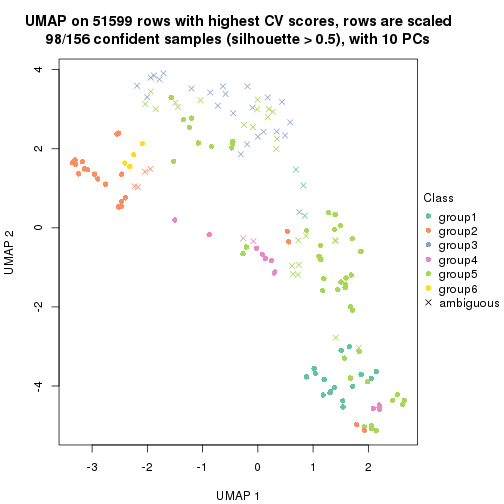 UMAP on 51599 rows with highest CV scores, rows are scaled
98/156 confident samples (silhouette > 0.5), with 10 PCs
4
2
0
-2
-4
UMAP 2
-3
-2
-1
0
1
2
UMAP 1
Class
group1
group2
group3
group4
group5
group6
ambiguous